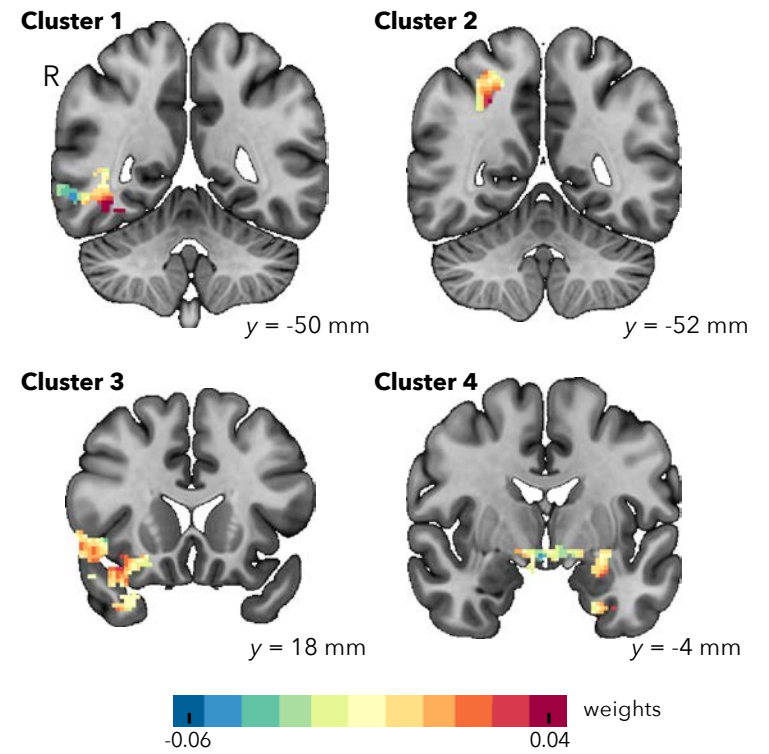 Cluster 1
Cluster 2
R
y = -50 mm
y = -52 mm
Cluster 3
Cluster 4
y = 18 mm
y = -4 mm
weights
-0.06
0.04